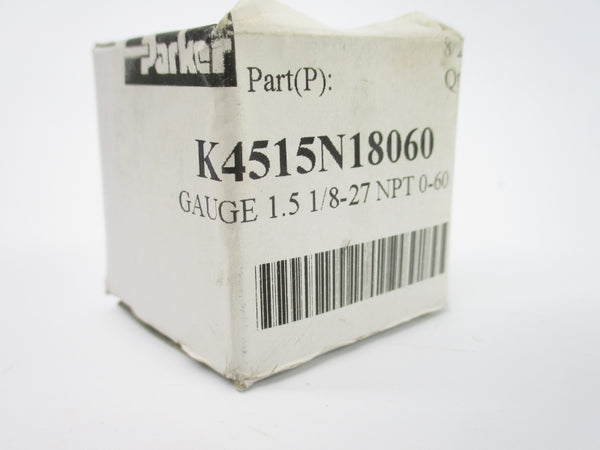 Parker
Part(P):
K4515N18060
GAUGE 1.5 1/8-27 NPT 0-60